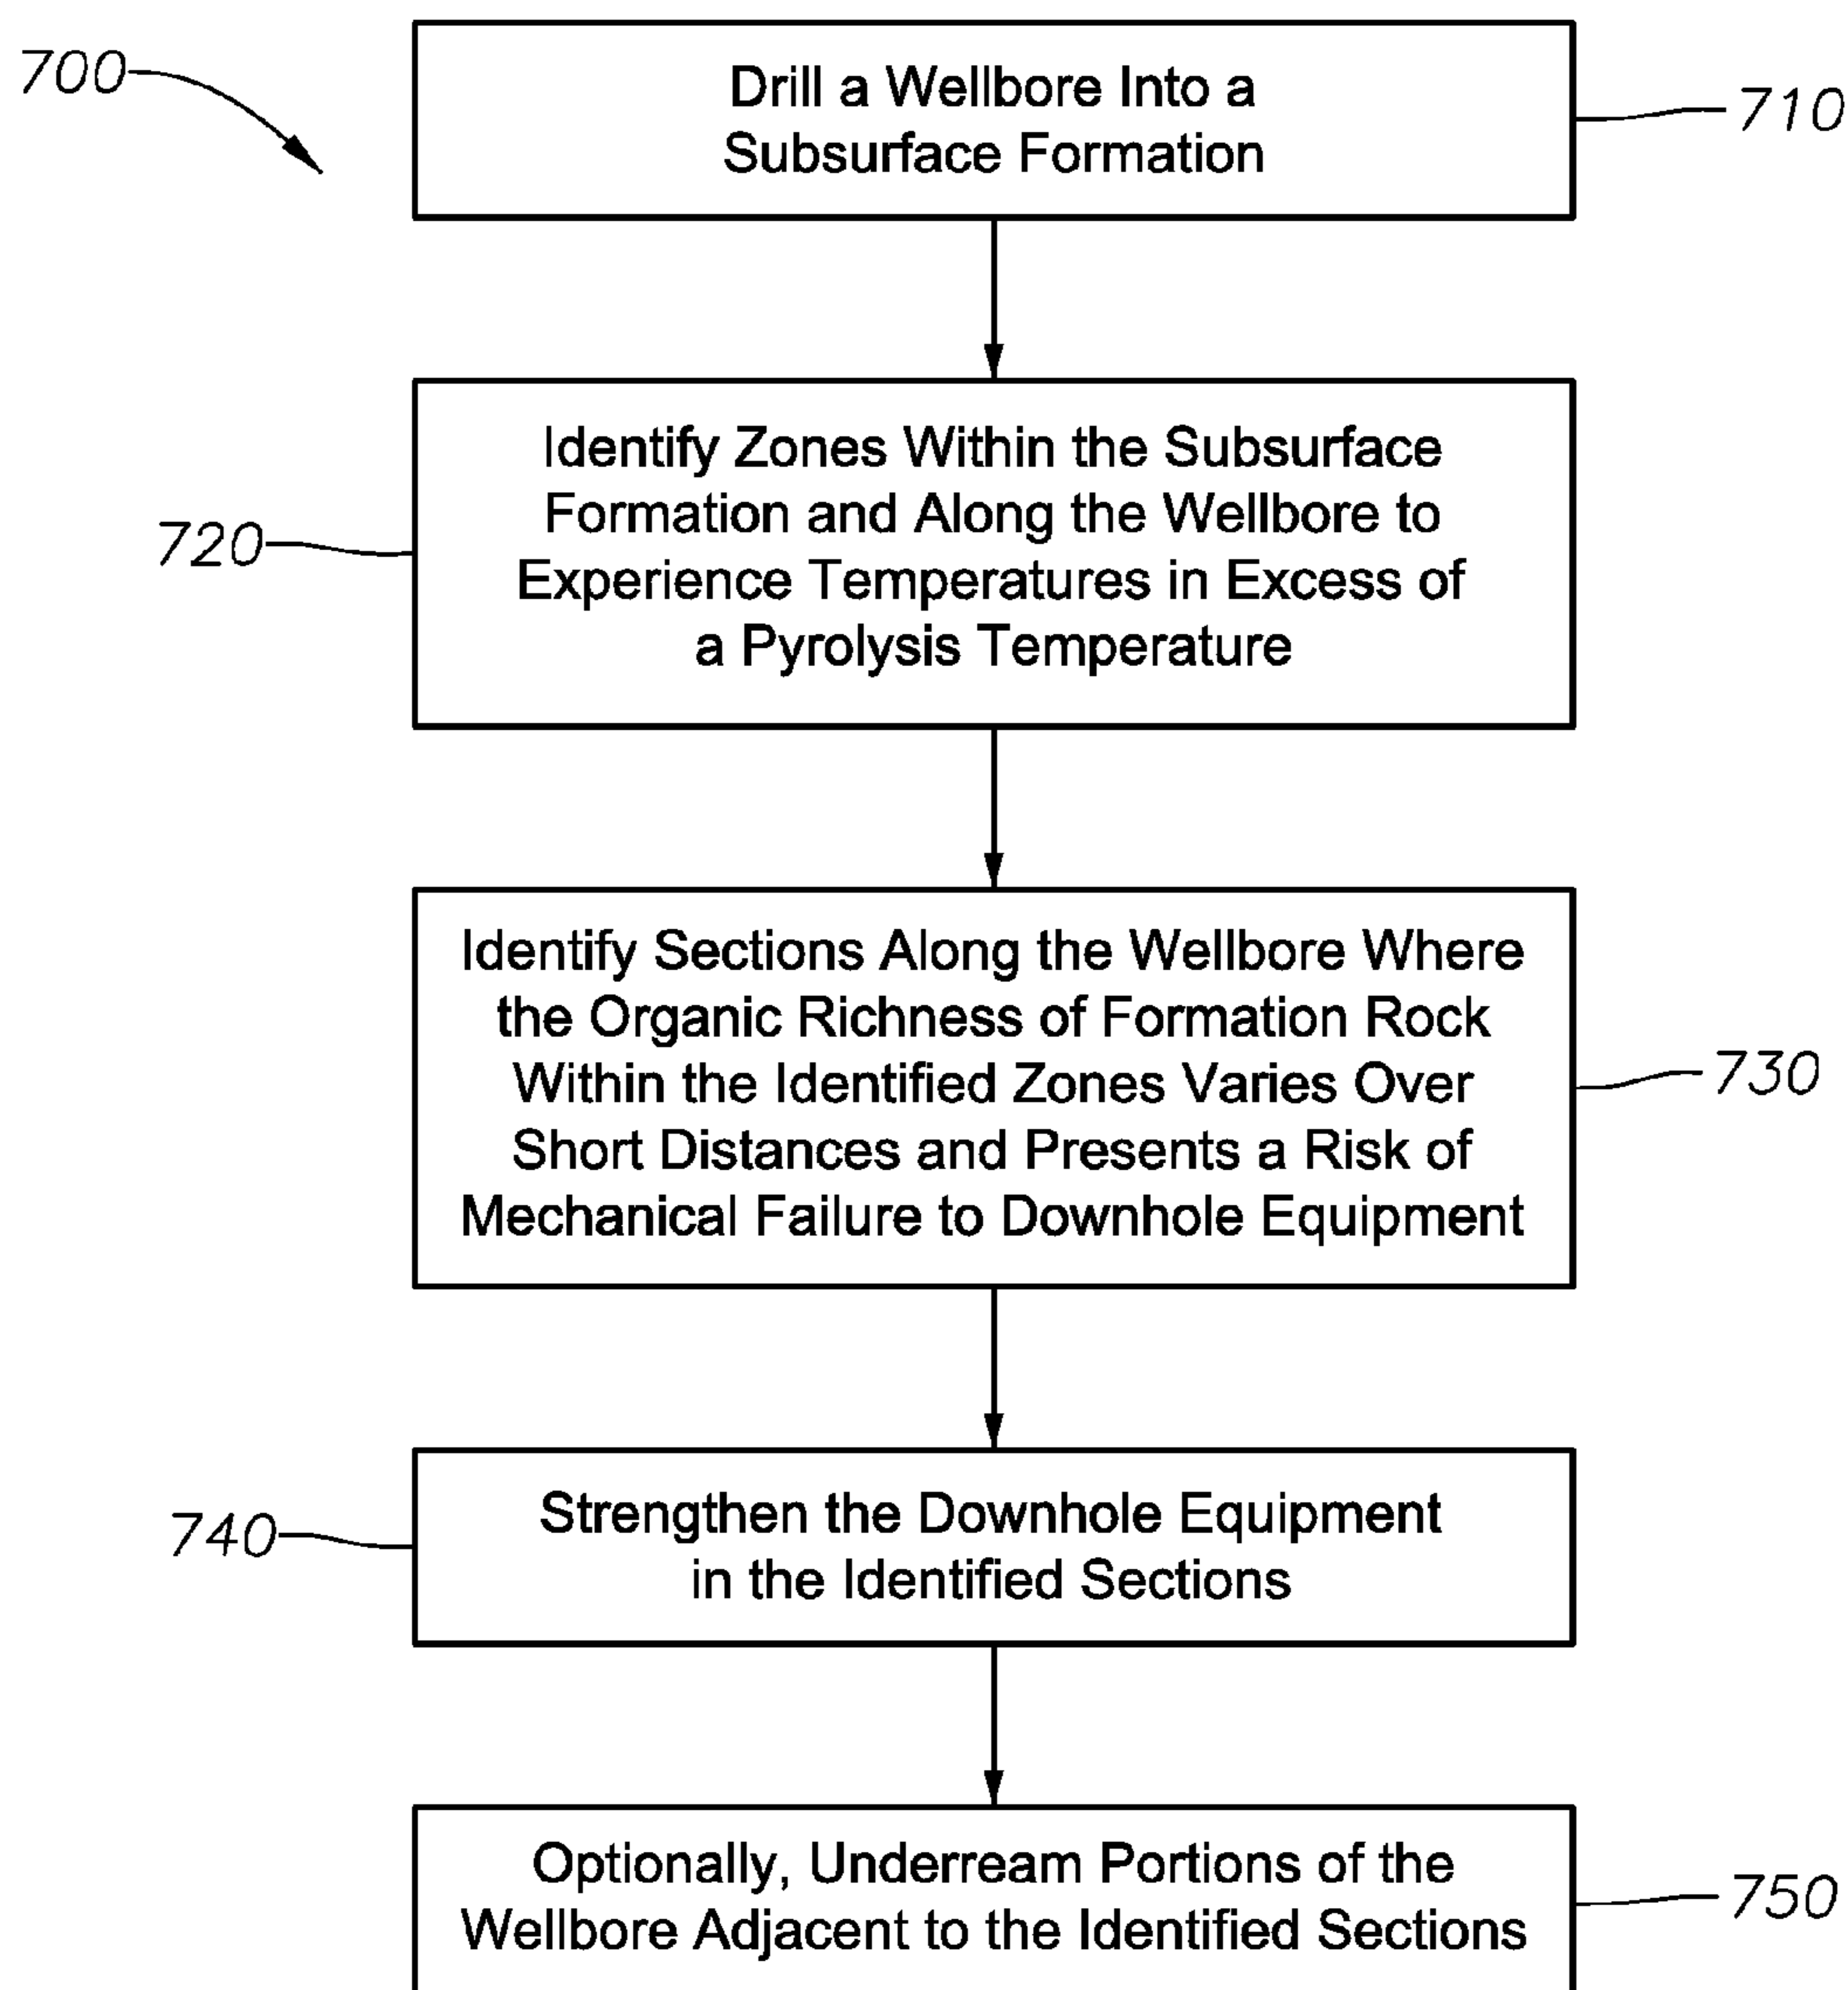 700
Drill a Wellbore Into a
Subsurface Formation
710
Identify Zones Within the Subsurface
Formation and Along the Wellbore to
Experience Temperatures in Excess of
a Pyrolysis Temperature
720
Identify Sections Along the Wellbore Where
the Organic Richness of Formation Rock
Within the Identified Zones Varies Over
Short Distances and Presents a Risk of
Mechanical Failure to Downhole Equipment
730
Strengthen the Downhole Equipment
in the Identified Sections
740
Optionally, Underream Portions of the
Wellbore Adjacent to the Identified Sections
750